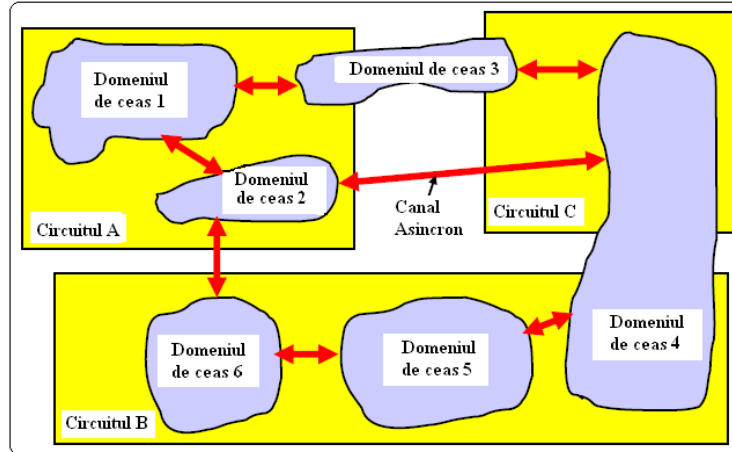 Domeniul
de ceas 1
Domeniul de ceas 3
Domeniul
de ceas 2
Canal
Asincron
Circuitul A
Circuitul C
Domeniul
de ceas 6
Domeniul
de ceas 5
Domeniul
de ceas 4
Circuitul B